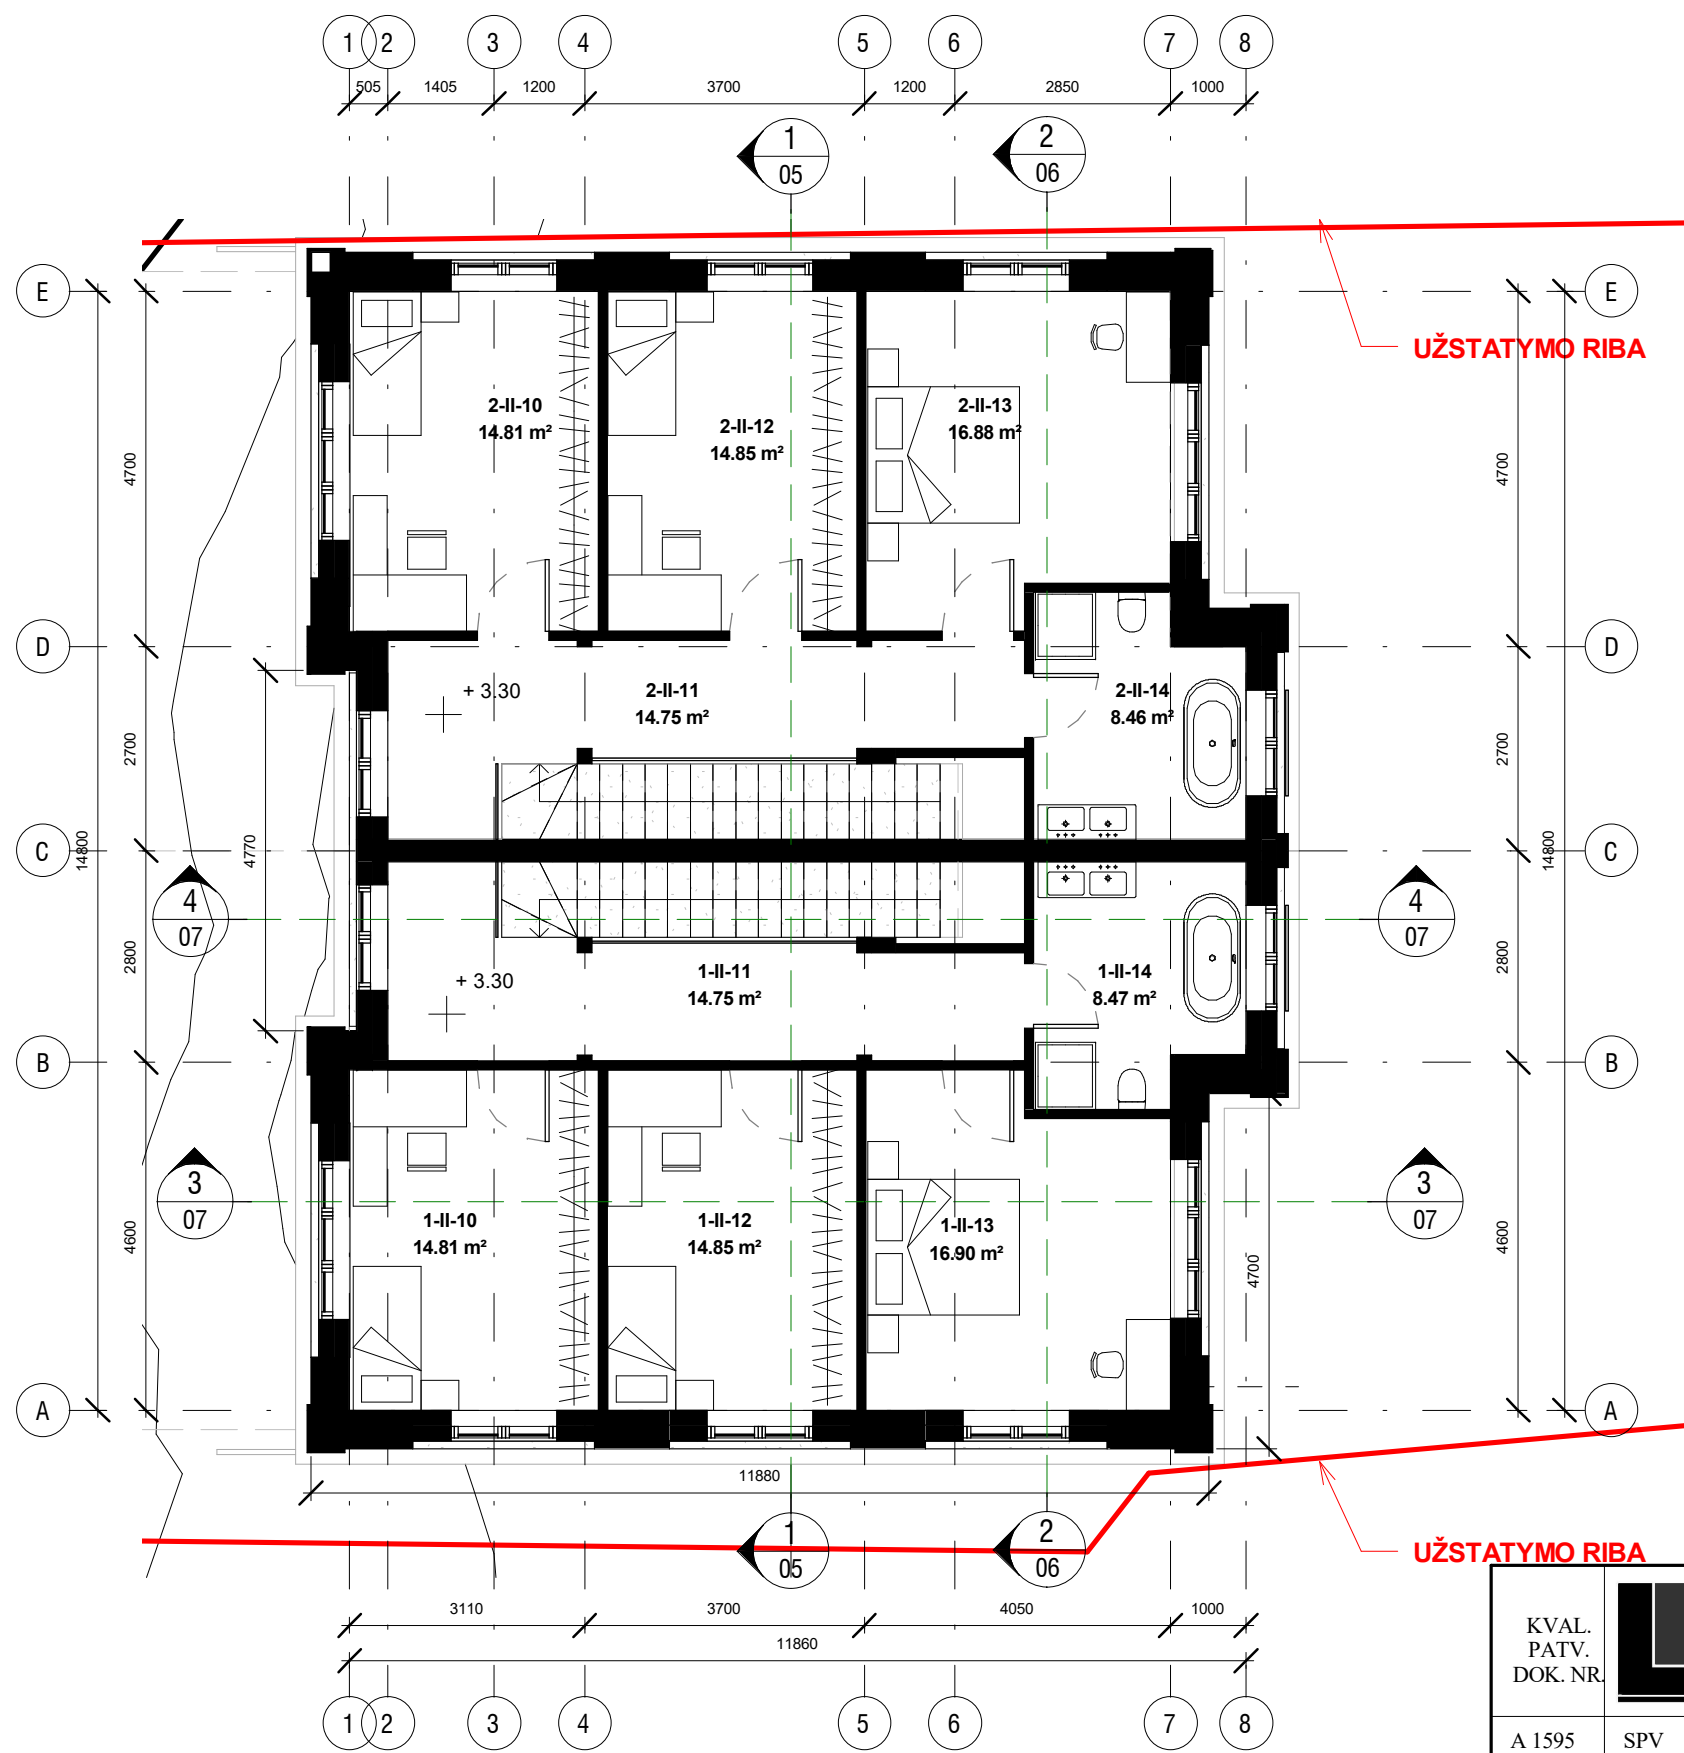 1 2 3 4 5 6 7 8
505 1405 1200 3700 1200 2850 1000
1
05
2
06
E
E
UŽSTATYMO RIBA
2-II-10
14.81 m²
2-II-12
14.85 m²
2-II-13
16.88 m²
4700
4700
D
D
+ 3.30
2-II-11
14.75 m²
2-II-14
8.46 m²
2700
2700
C
C
14800
4770
14800
4
07
4
07
2800
2800
+ 3.30
1-II-11
14.75 m²
1-II-14
8.47 m²
B
B
3
07
3
07
4600
4600
1-II-10
14.81 m²
1-II-12
14.85 m²
1-II-13
16.90 m²
4700
A
A
11880
1
05
2
06
UŽSTATYMO RIBA
3110 3700 4050 1000
11860
1 2 3 4 5 6 7 8
KVAL.
PATV.
DOK. NR.
A 1595 SPV